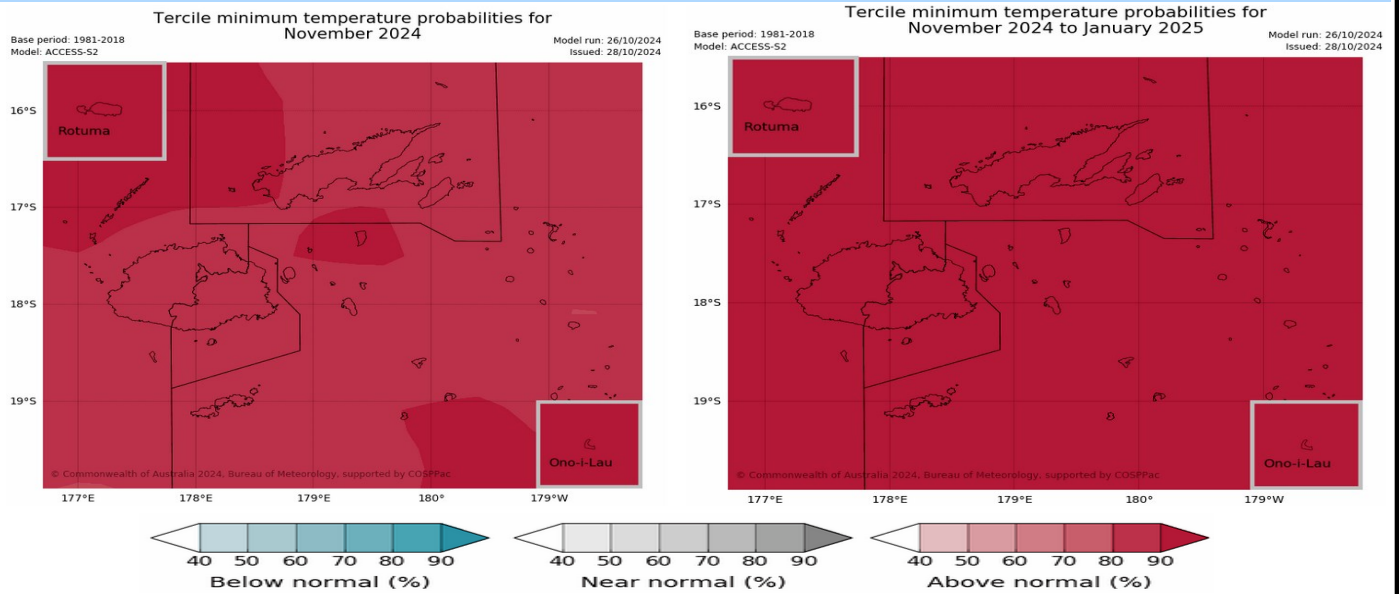 Tercile minimum temperature probabilities for
November 2024
Base period: 1981-2018
Model: ACCESS-S2
Model run: 26/10/2024
Issued: 28/10/2024
16°S
17°S
18°S
19°S
Rotuma
Ono-i-Lau
© Commonwealth of Australia 2024, Bureau of Meteorology, supported by COSPPac
177°E
178°E
179°E
180°
179°W
Tercile minimum temperature probabilities for
November 2024 to January 2025
Base period: 1981-2018
Model: ACCESS-S2
Model run: 26/10/2024
Issued: 28/10/2024
16°S
17°S
18°S
19°S
Rotuma
Ono-i-Lau
© Commonwealth of Australia 2024, Bureau of Meteorology, supported by COSPPac
177°E
178°E
179°E
180°
179°W
40 50 60 70 80 90
Below normal (%)
40 50 60 70 80 90
Near normal (%)
40 50 60 70 80 90
Above normal (%)